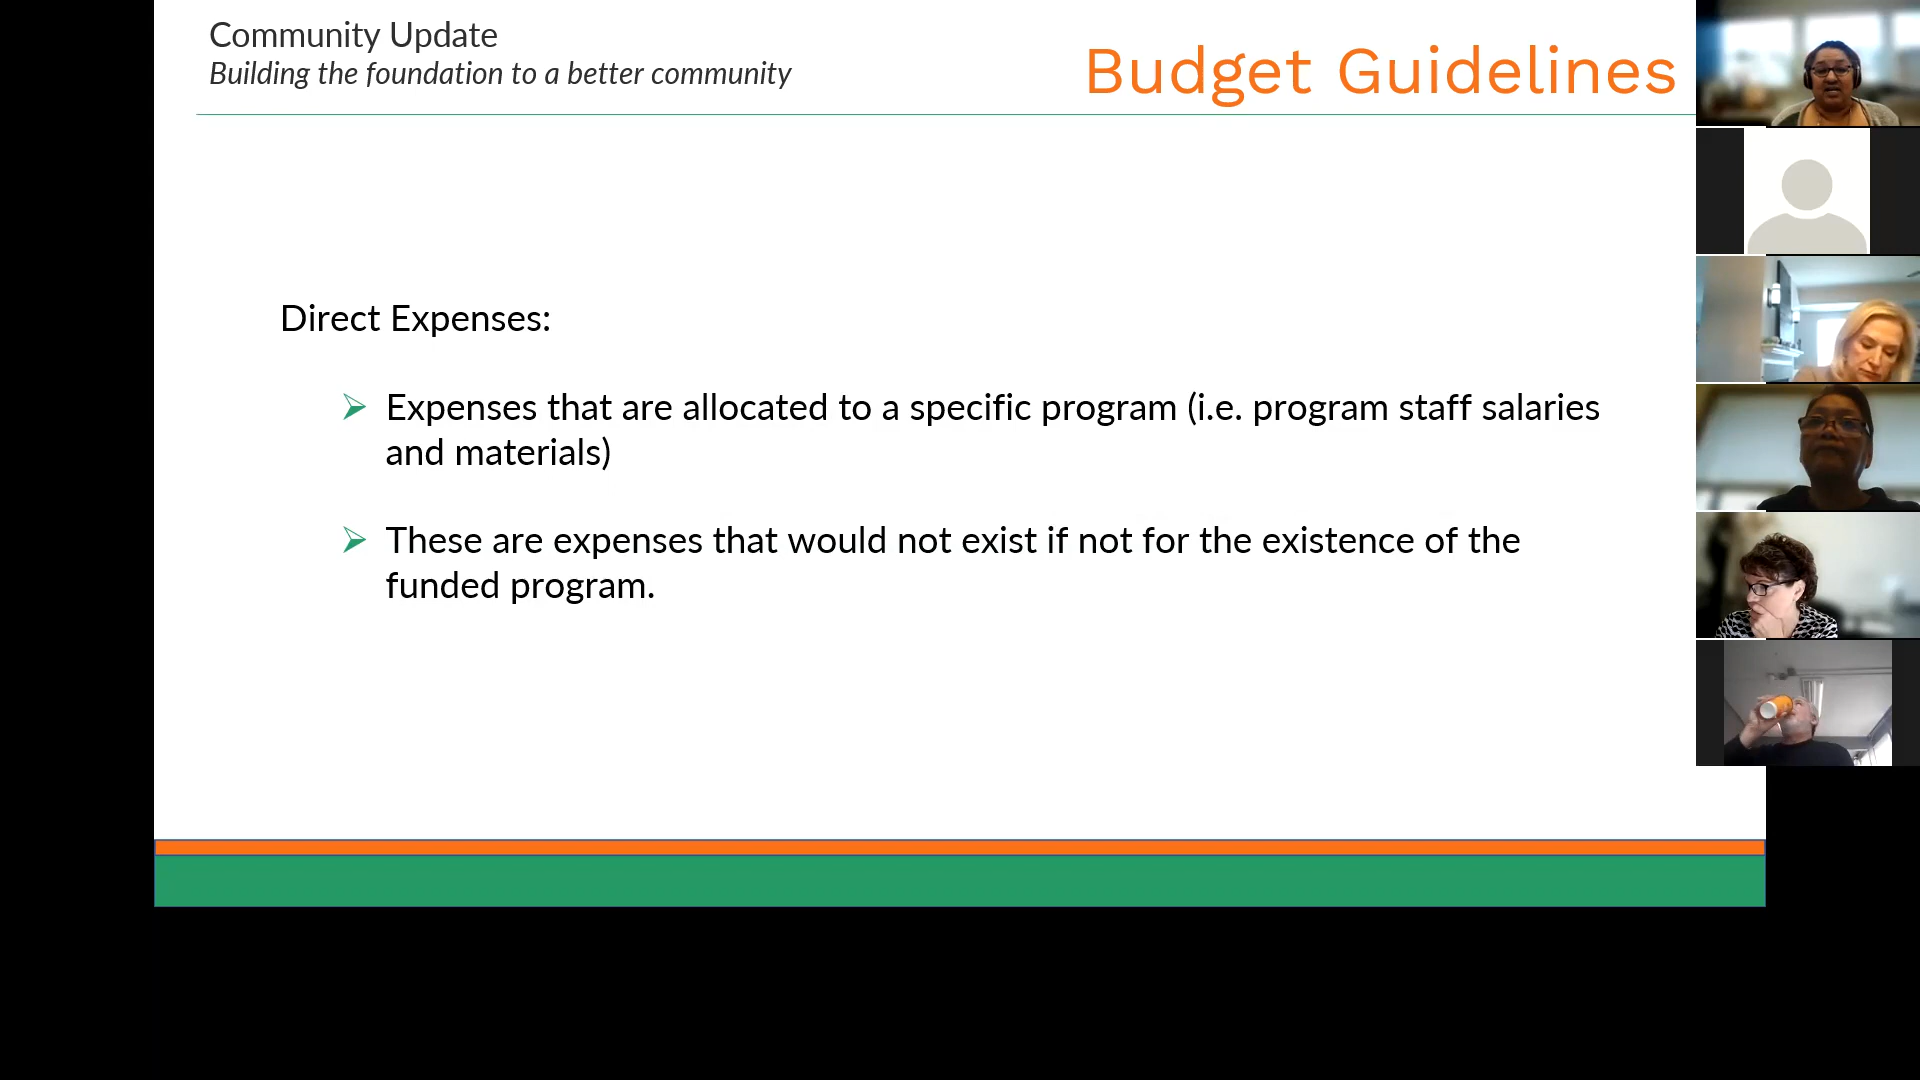 Community Update
Building the foundation to a better community
Budget Guidelines
Direct Expenses:
Expenses that are allocated to a specific program (i.e. program staff salaries
and materials)
These are expenses that would not exist if not for the existence of the
funded program.